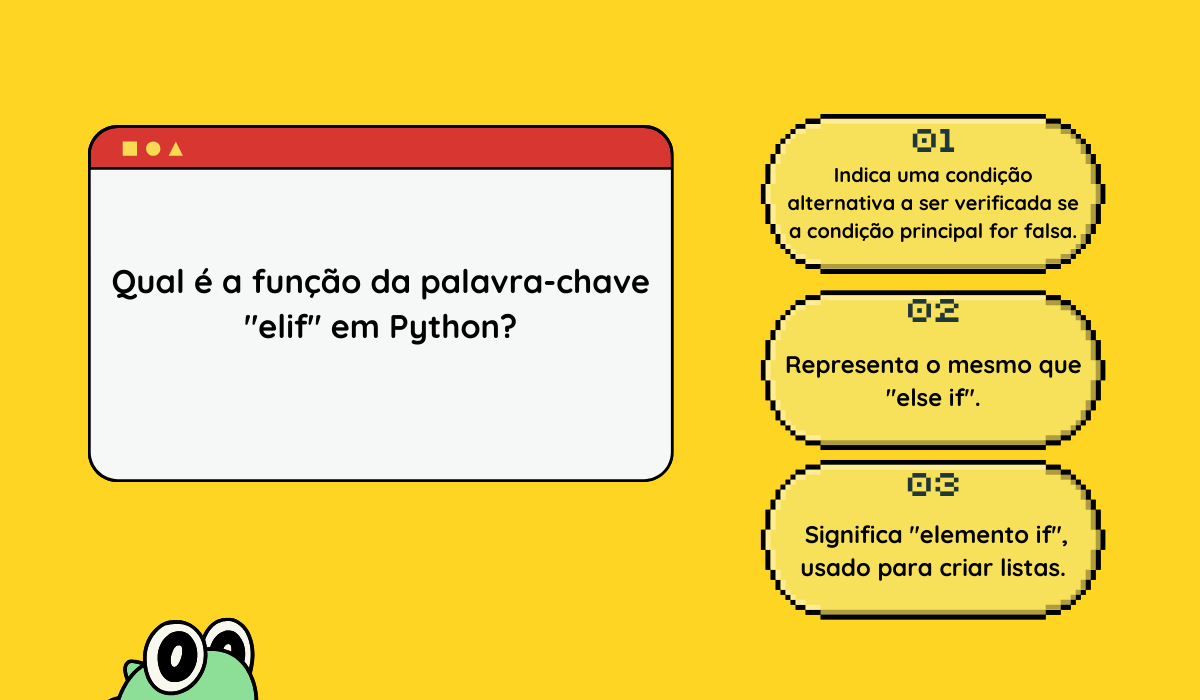 Qual é a função da palavra-chave
"elif" em Python?
01
Indica uma condição
alternativa a ser verificada se
a condição principal for falsa.
02
Representa o mesmo que
"else if".
03
Significa "elemento if",
usado para criar listas.